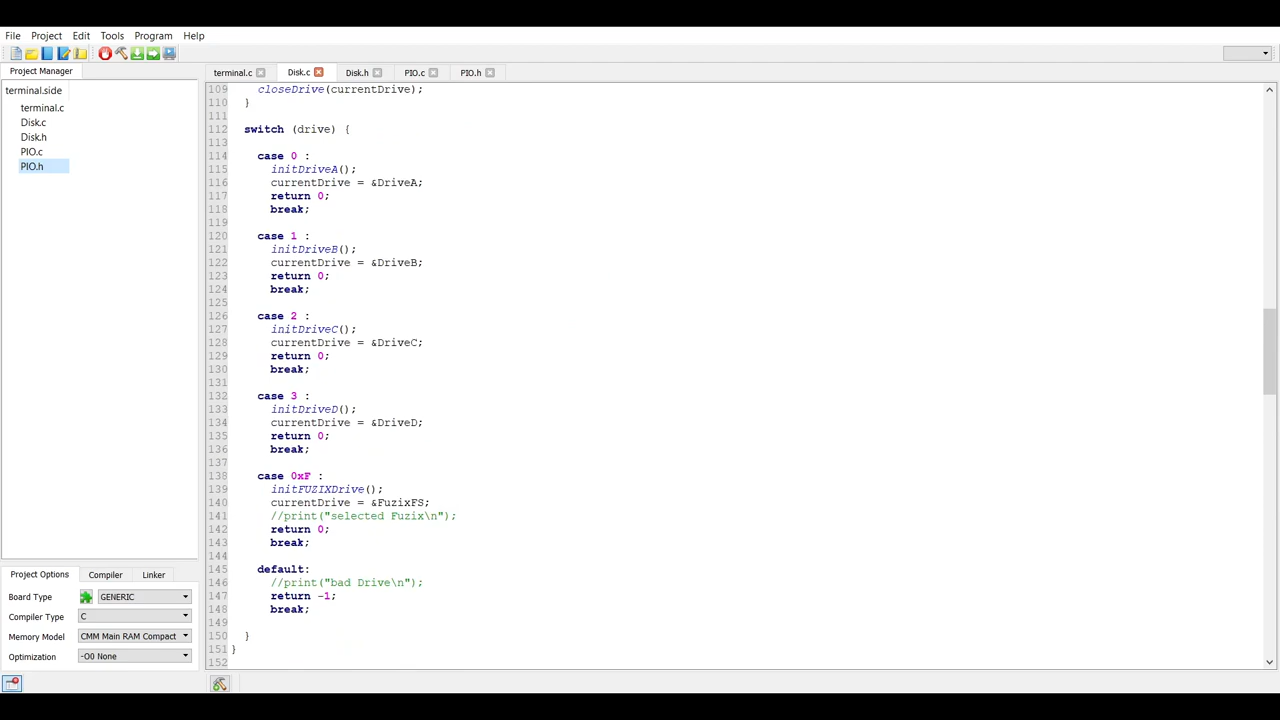 File Project Edit Tools Program Help
Project Manager
terminal.side
terminal.c
Disk.c
Disk.h
PIO.c
PIO.h
Project Options Compiler Linker
Board Type GENERIC
Compiler Type C
Memory Model CMM Main RAM Compact
Optimization -O0 None
terminal.c Disk.c Disk.h PIO.c PIO.h
109 closeDrive(currentDrive);
110 }
111
112 switch (drive) {
113
114 case 0 :
115 initDriveA();
116 currentDrive = &DriveA;
117 return 0;
118 break;
119
120 case 1 :
121 initDriveB();
122 currentDrive = &DriveB;
123 return 0;
124 break;
125
126 case 2 :
127 initDriveC();
128 currentDrive = &DriveC;
129 return 0;
130 break;
131
132 case 3 :
133 initDriveD();
134 currentDrive = &DriveD;
135 return 0;
136 break;
137
138 case 0xF :
139 initFUZIXDrive();
140 currentDrive = &FuzixFS;
141 //print("selected Fuzix\n");
142 return 0;
143 break;
144
145 default:
146 //print("bad Drive\n");
147 return -1;
148 break;
149
150 }
151 }
152